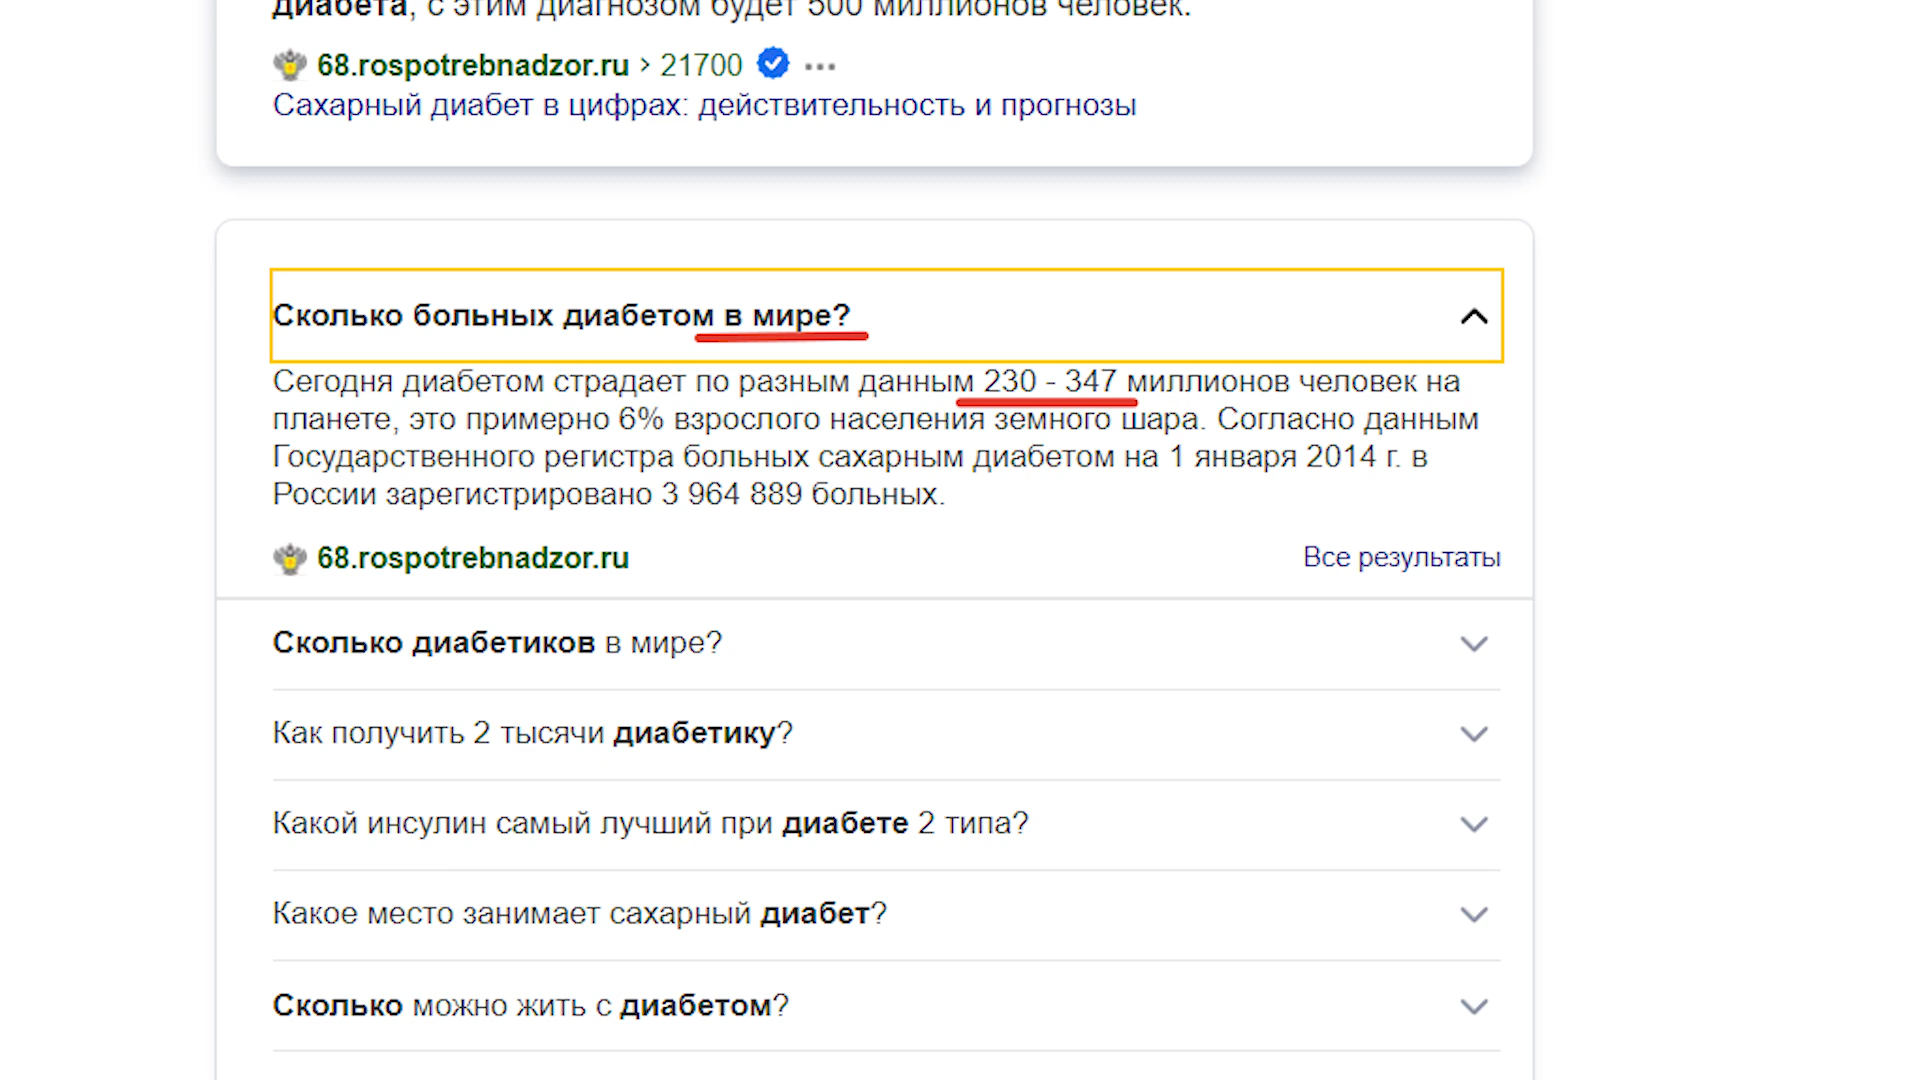 диабета, с этим диагнозом будет 500 миллионов человек.
68.rospotrebnadzor.ru › 21700
Сахарный диабет в цифрах: действительность и прогнозы
Сколько больных диабетом в мире?
Сегодня диабетом страдает по разным данным 230 - 347 миллионов человек на
планете, это примерно 6% взрослого населения земного шара. Согласно данным
Государственного регистра больных сахарным диабетом на 1 января 2014 г. в
России зарегистрировано 3 964 889 больных.
68.rospotrebnadzor.ru
Все результаты
Сколько диабетиков в мире?
Как получить 2 тысячи диабетику?
Какой инсулин самый лучший при диабете 2 типа?
Какое место занимает сахарный диабет?
Сколько можно жить с диабетом?